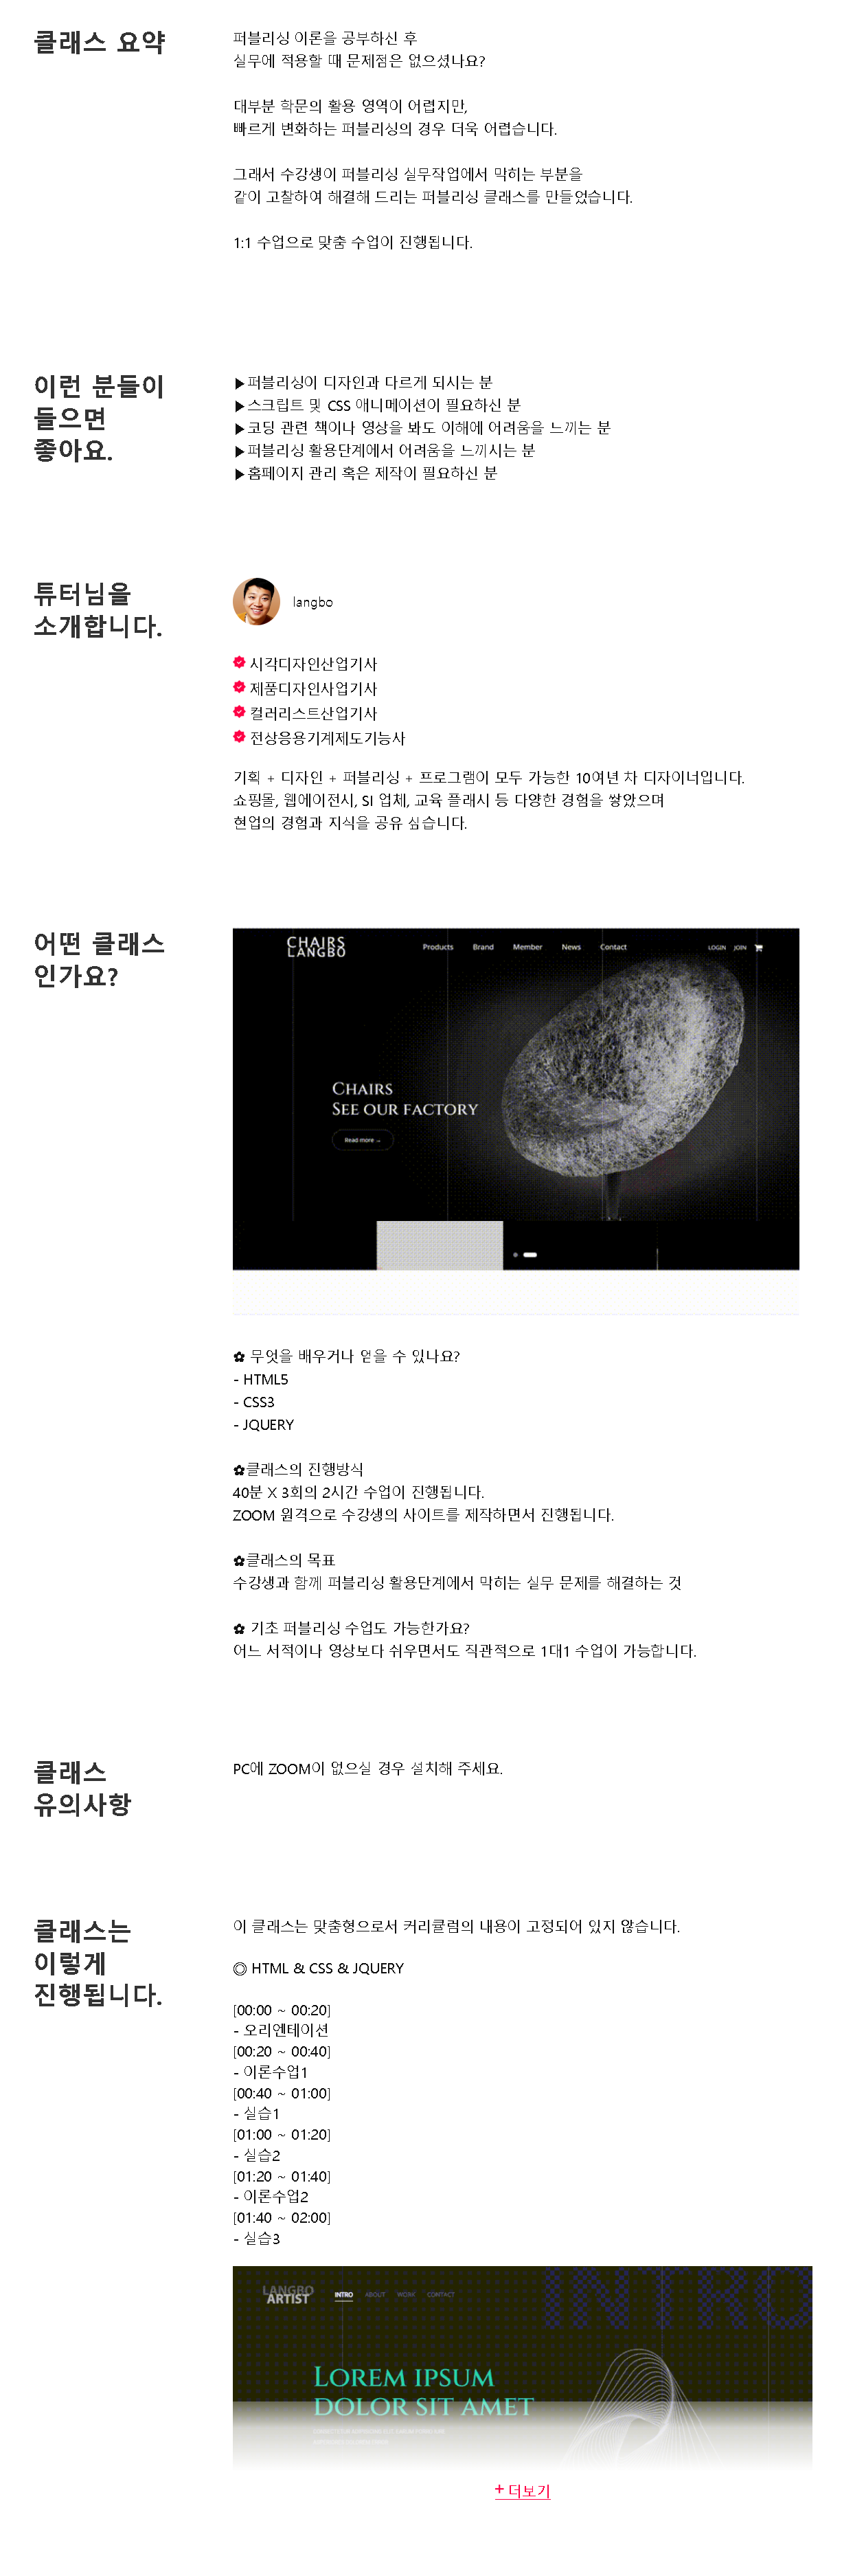 클래스 요약
퍼블리싱 이론을 공부하신 후
실무에 적용할 때 문제점은 없으셨나요?
대부분 학문의 활용 영역이 어렵지만,
빠르게 변화하는 퍼블리싱의 경우 더욱 어렵습니다.
그래서 수강생이 퍼블리싱 실무작업에서 막히는 부분을
같이 고찰하여 해결해 드리는 퍼블리싱 클래스를 만들었습니다.
1:1 수업으로 맞춤 수업이 진행됩니다.
이런 분들이
들으면
좋아요.
▶퍼블리싱이 디자인과 다르게 되시는 분
▶스크립트 및 CSS 애니메이션이 필요하신 분
▶코딩 관련 책이나 영상을 봐도 이해에 어려움을 느끼는 분
▶퍼블리싱 활용단계에서 어려움을 느끼시는 분
▶홈페이지 관리 혹은 제작이 필요하신 분
튜터님을
소개합니다.
langbo
시각디자인산업기사
제품디자인사업기사
컬러리스트산업기사
전상응용기계제도기능사
기획 + 디자인 + 퍼블리싱 + 프로그램이 모두 가능한 10여년 차 디자이너입니다.
쇼핑몰, 웹에이전시, SI 업체, 교육 플래시 등 다양한 경험을 쌓았으며
현업의 경험과 지식을 공유 싶습니다.
어떤 클래스
인가요?
CHAIRS
LANGBO
Products Brand Member News Contact LOGIN JOIN
CHAIRS
SEE OUR FACTORY
Read more →
✿ 무엇을 배우거나 얻을 수 있나요?
- HTML5
- CSS3
- JQUERY
✿클래스의 진행방식
40분 X 3회의 2시간 수업이 진행됩니다.
ZOOM 원격으로 수강생의 사이트를 제작하면서 진행됩니다.
✿클래스의 목표
수강생과 함께 퍼블리싱 활용단계에서 막히는 실무 문제를 해결하는 것
✿ 기초 퍼블리싱 수업도 가능한가요?
어느 서적이나 영상보다 쉬우면서도 직관적으로 1대1 수업이 가능합니다.
클래스
유의사항
PC에 ZOOM이 없으실 경우 설치해 주세요.
클래스는
이렇게
진행됩니다.
이 클래스는 맞춤형으로서 커리큘럼의 내용이 고정되어 있지 않습니다.
◎ HTML & CSS & JQUERY
[00:00 ~ 00:20]
- 오리엔테이션
[00:20 ~ 00:40]
- 이론수업1
[00:40 ~ 01:00]
- 실습1
[01:00 ~ 01:20]
- 실습2
[01:20 ~ 01:40]
- 이론수업2
[01:40 ~ 02:00]
- 실습3
LANGBO
ARTIST
INTRO ABOUT WORK CONTACT
INTRO
LOREM IPSUM
DOLOR SIT AMET
+ 더보기